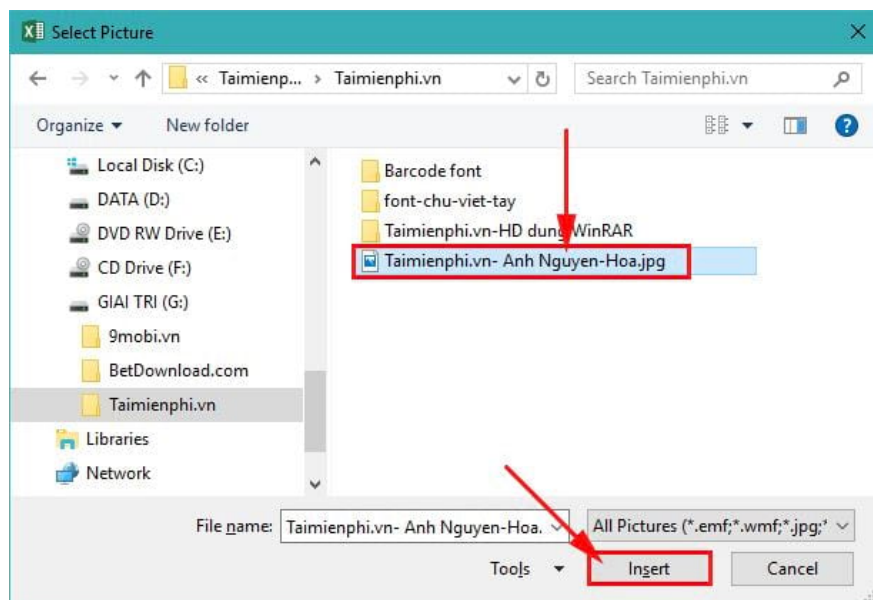 Select Picture
« Taimienp... › Taimienphi.vn
Search Taimienphi.vn
Organize
New folder
Local Disk (C:)
DATA (D:)
DVD RW Drive (E:)
CD Drive (F:)
GIAI TRI (G:)
9mobi.vn
BetDownload.com
Taimienphi.vn
Libraries
Network
Barcode font
font-chu-viet-tay
Taimienphi.vn-HD dung WinRAR
Taimienphi.vn- Anh Nguyen-Hoa.jpg
File name: Taimienphi.vn- Anh Nguyen-Hoa.
All Pictures (*.emf;*.wmf;*.jpg;*
Tools
Insert
Cancel